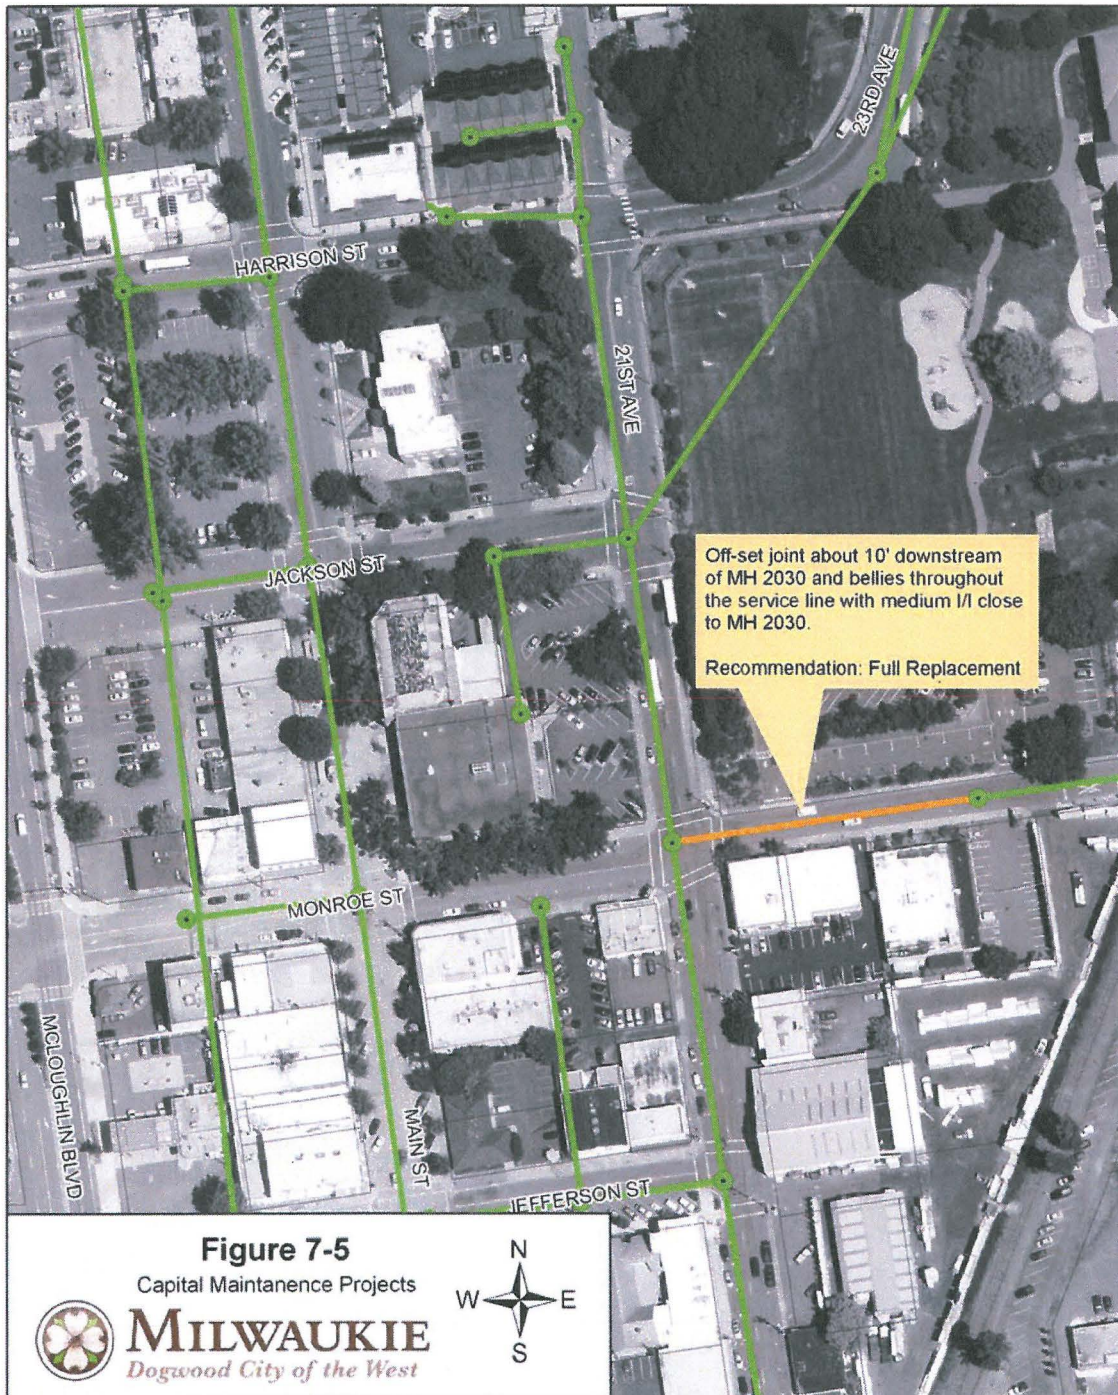 23RD AVE
HARRISON ST
21ST AVE
JACKSON ST
Off-set joint about 10' downstream
of MH 2030 and bellies throughout
the service line with medium I/I close
to MH 2030.
Recommendation: Full Replacement
MONROE ST
MCLOUGHLIN BLVD
MAIN ST
JEFFERSON ST
Figure 7-5
Capital Maintanence Projects
MILWAUKIE
Dogwood City of the West
N
W E
S